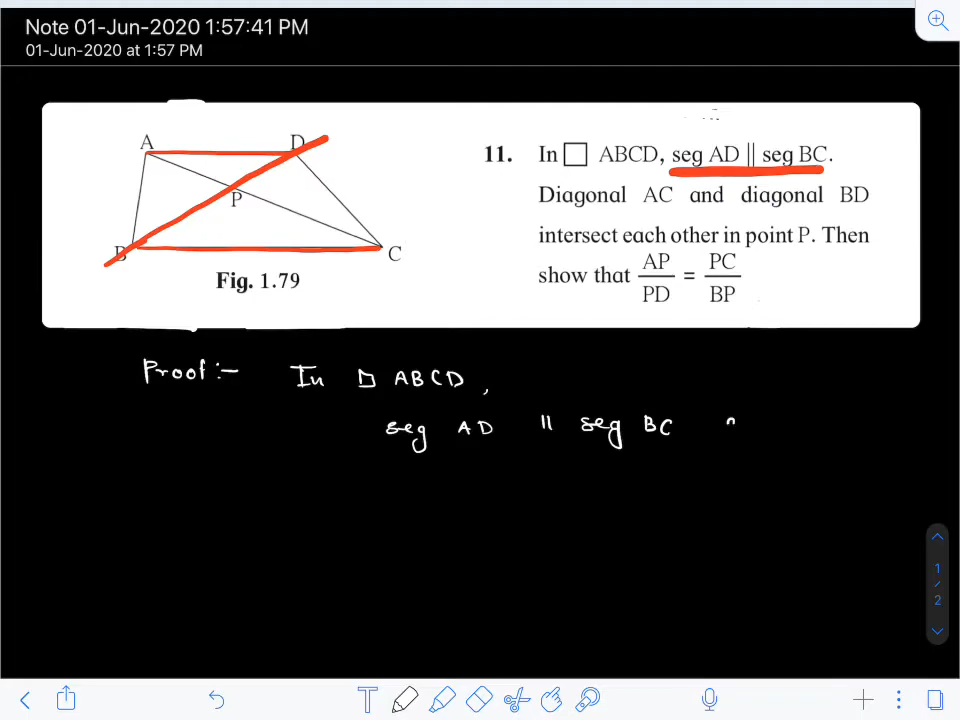 Note 01-Jun-2020 1:57:41 PM
01-Jun-2020 at 1:57 PM
A
D
P
B
C
Fig. 1.79
11. In □ ABCD, seg AD || seg BC.
Diagonal AC and diagonal BD
intersect each other in point P. Then
show that AP/PD = PC/BP
Proof :- In □ ABCD,
seg AD || seg BC
1
/
2
T